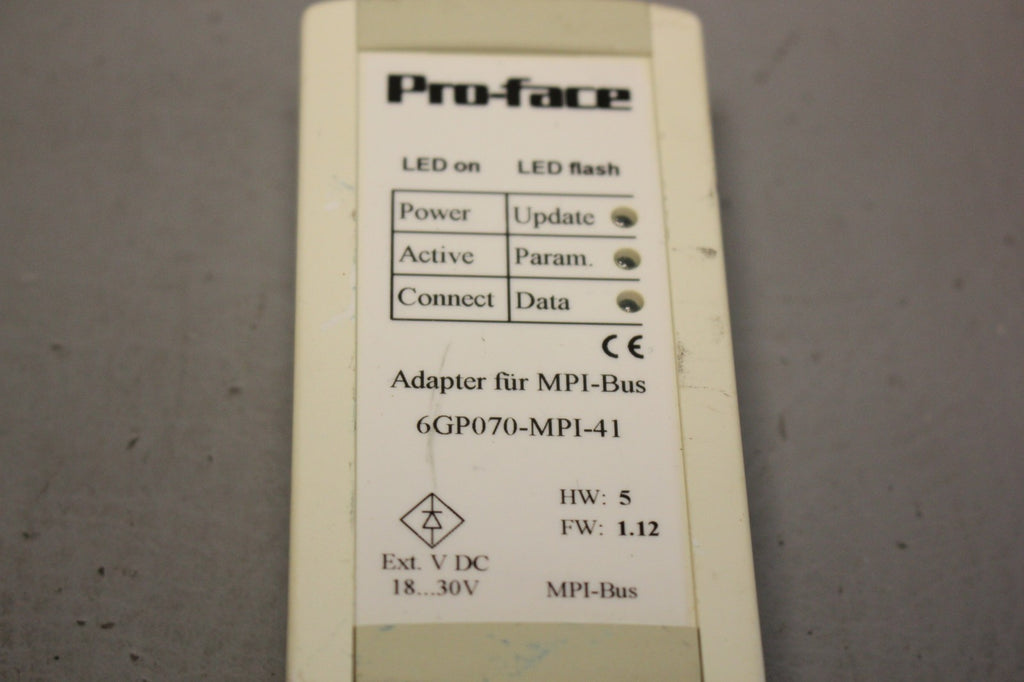 Pro-face
LED on LED flash
Power Update
Active Param.
Connect Data
CE
Adapter für MPI-Bus
6GP070-MPI-41
HW: 5
FW: 1.12
Ext. V DC
18...30V
MPI-Bus